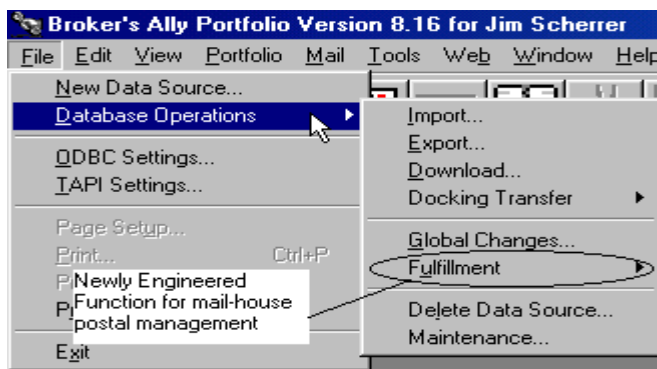 Broker's Ally Portfolio Version 8.16 for Jim Scherrer
File Edit View Portfolio Mail Tools Web Window Help
New Data Source...
Database Operations
ODBC Settings...
TAPI Settings...
Page Setup...
Print... Ctrl+P
Exit
Import...
Export...
Download...
Docking Transfer
Global Changes...
Fulfillment
Delete Data Source...
Maintenance...
Newly Engineered
Function for mail-house
postal management